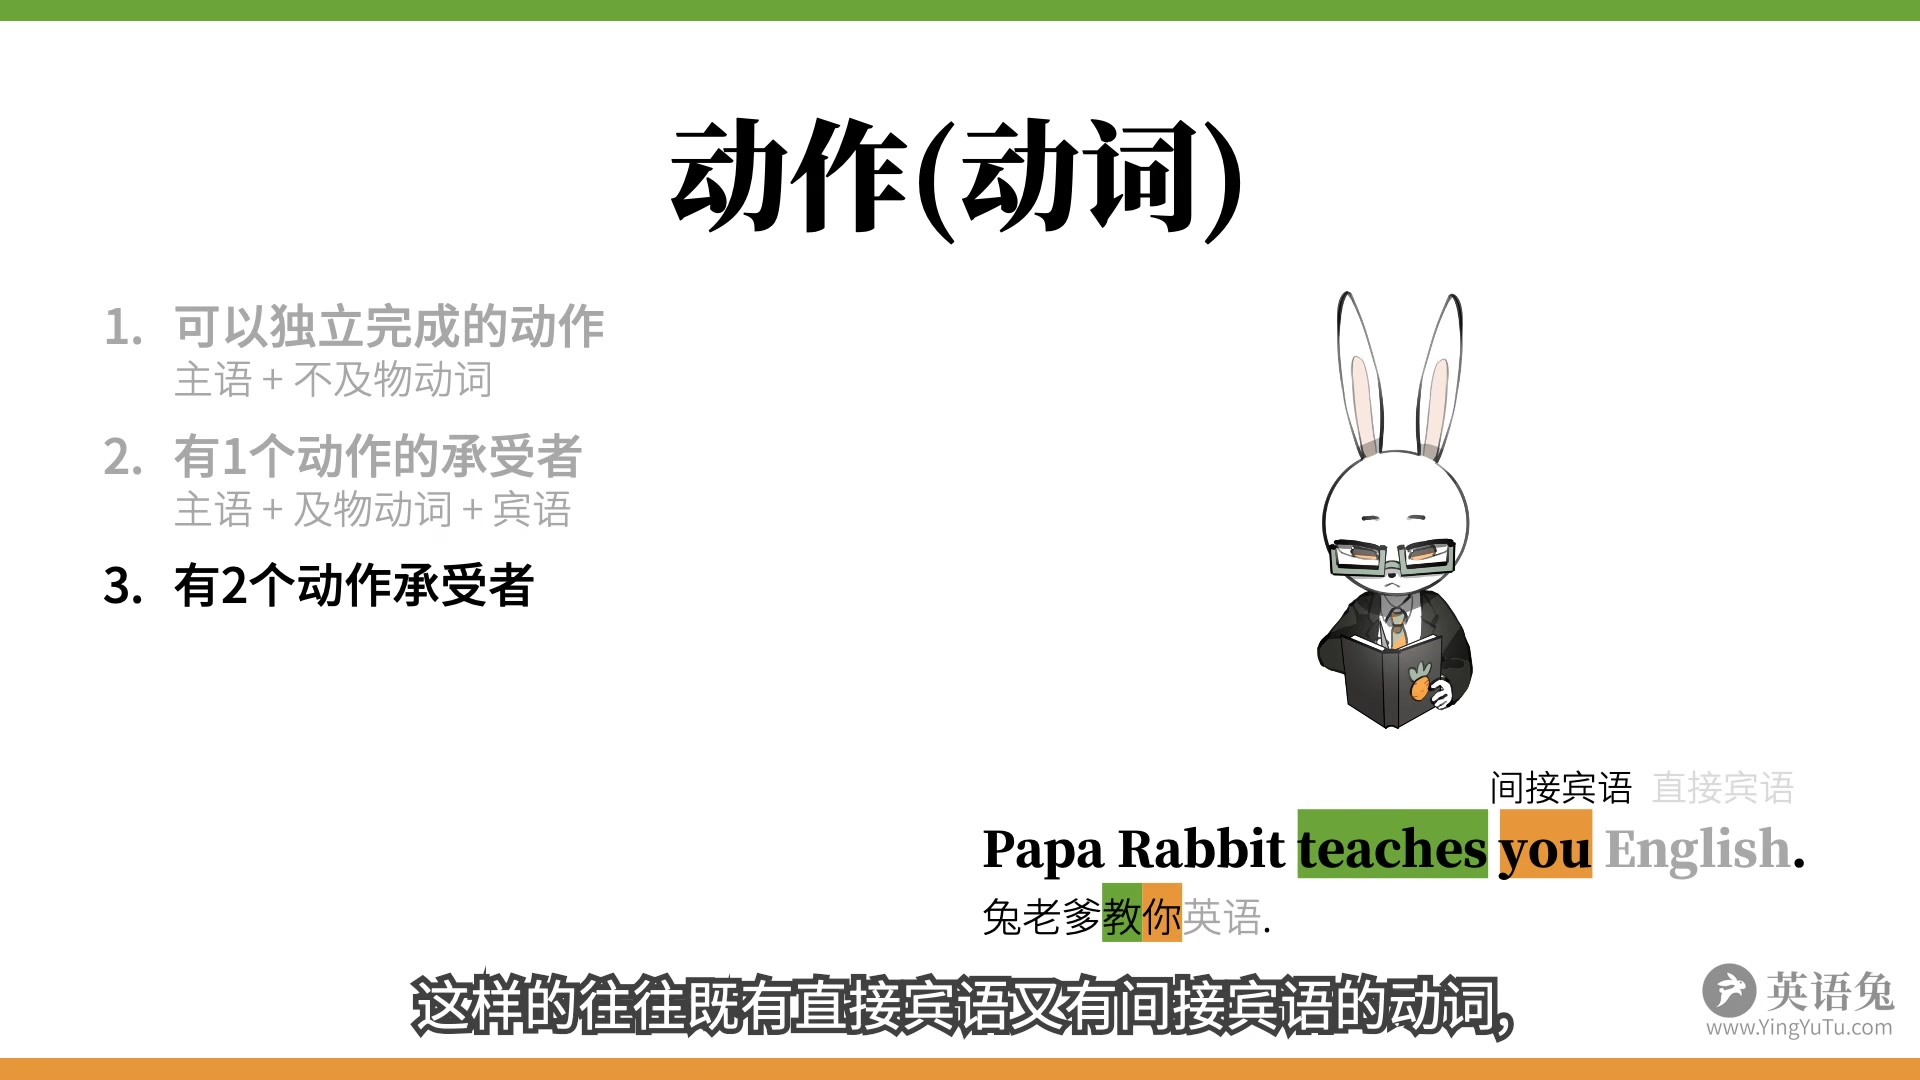 动作(动词)
1. 可以独立完成的动作
主语 + 不及物动词
2. 有1个动作的承受者
主语 + 及物动词 + 宾语
3. 有2个动作承受者
间接宾语 直接宾语
Papa Rabbit teaches you English.
兔老爹教你英语.
这样的往往既有直接宾语又有间接宾语的动词,
英语兔
www.YingYuTu.com